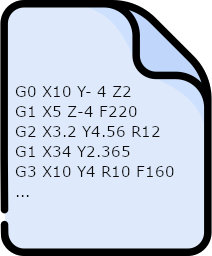 G0 X10 Y- 4 Z2
G1 X5 Z-4 F220
G2 X3.2 Y4.56 R12
G1 X34 Y2.365
G3 X10 Y4 R10 F160
...